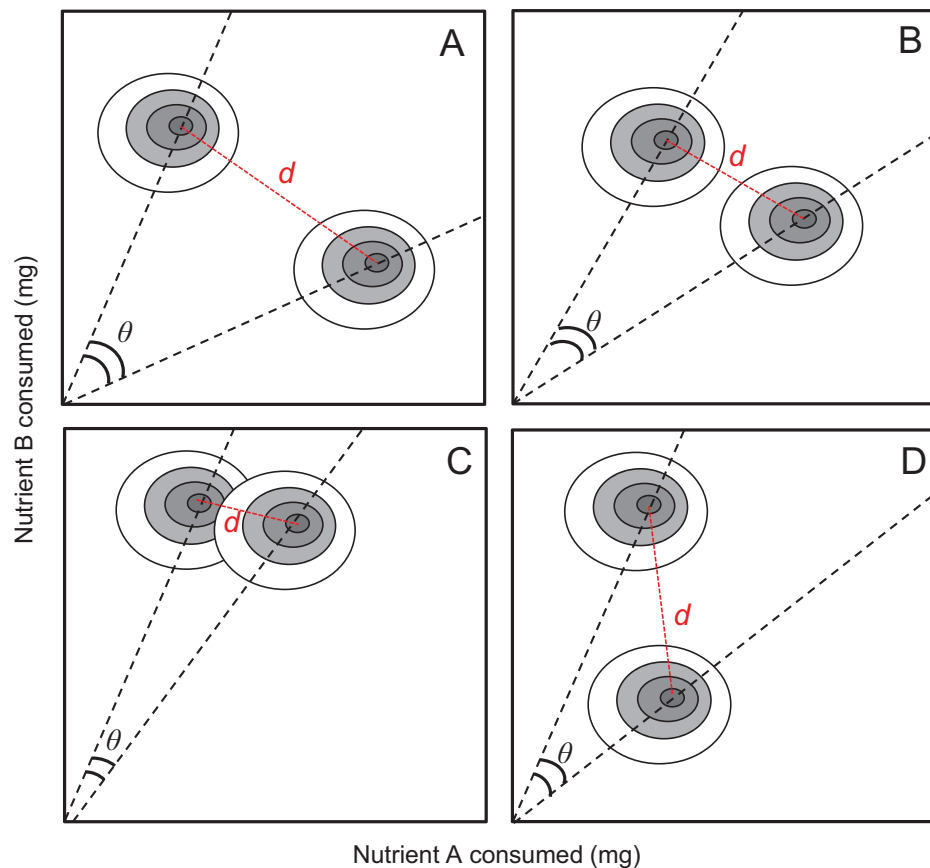 A
B
d
d
θ
θ
Nutrient B consumed (mg)
C
D
d
d
θ
θ
Nutrient A consumed (mg)